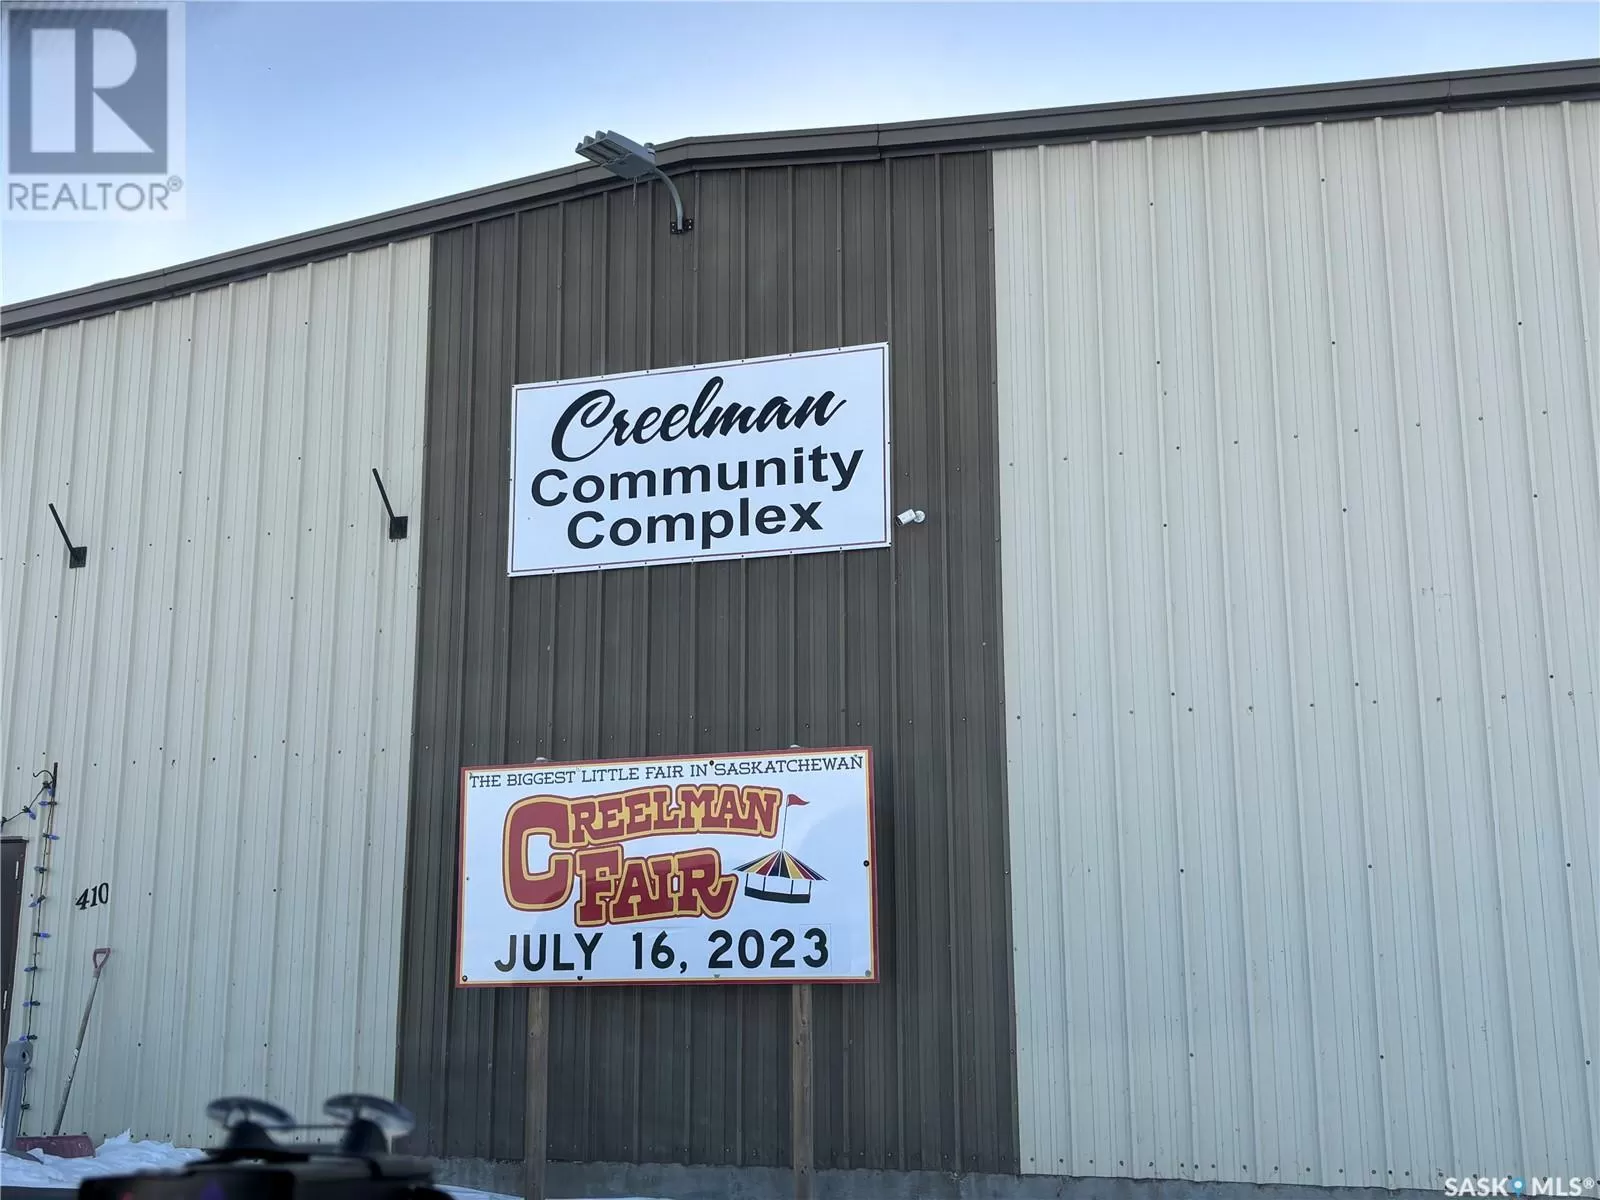 REALTOR®
Creelman
Community
Complex
THE BIGGEST LITTLE FAIR IN SASKATCHEWAN
CREELMAN
FAIR
JULY 16, 2023
410
SASK MLS®